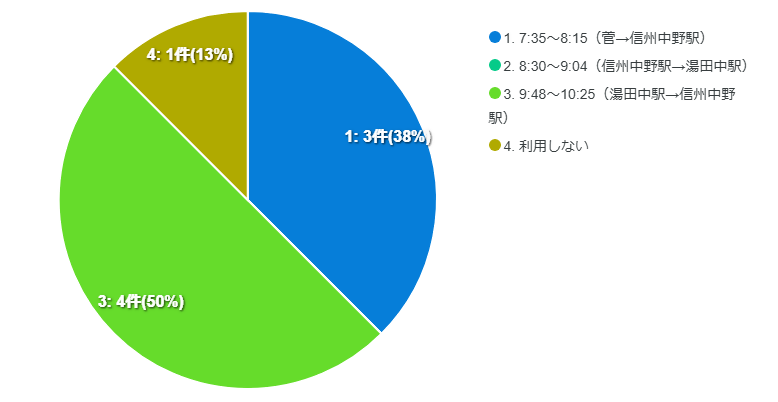 4: 1件(13%)
1: 3件(38%)
3: 4件(50%)
1. 7:35～8:15（菅→信州中野駅）
2. 8:30～9:04（信州中野駅→湯田中駅）
3. 9:48～10:25（湯田中駅→信州中野
駅）
4. 利用しない